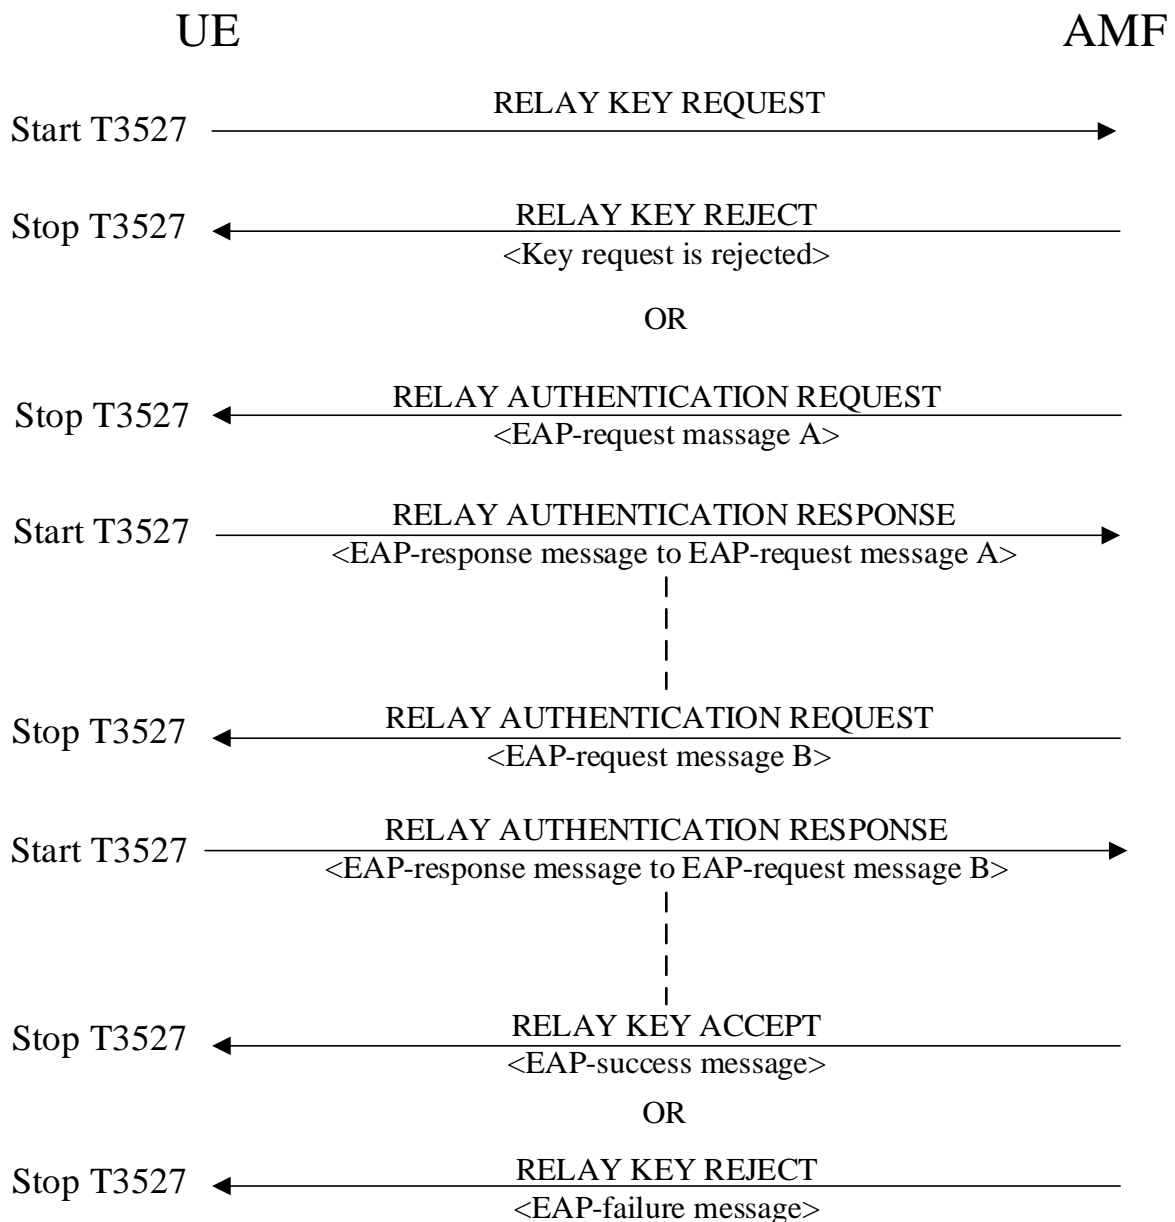 UE AMF
RELAY KEY REQUEST
Start T3527
RELAY KEY REJECT
Stop T3527
<Key request is rejected>
OR
RELAY AUTHENTICATION REQUEST
Stop T3527
<EAP-request massage A>
RELAY AUTHENTICATION RESPONSE
Start T3527
<EAP-response message to EAP-request message A>
RELAY AUTHENTICATION REQUEST
Stop T3527
<EAP-request message B>
RELAY AUTHENTICATION RESPONSE
Start T3527
<EAP-response message to EAP-request message B>
RELAY KEY ACCEPT
Stop T3527
<EAP-success message>
OR
RELAY KEY REJECT
Stop T3527
<EAP-failure message>